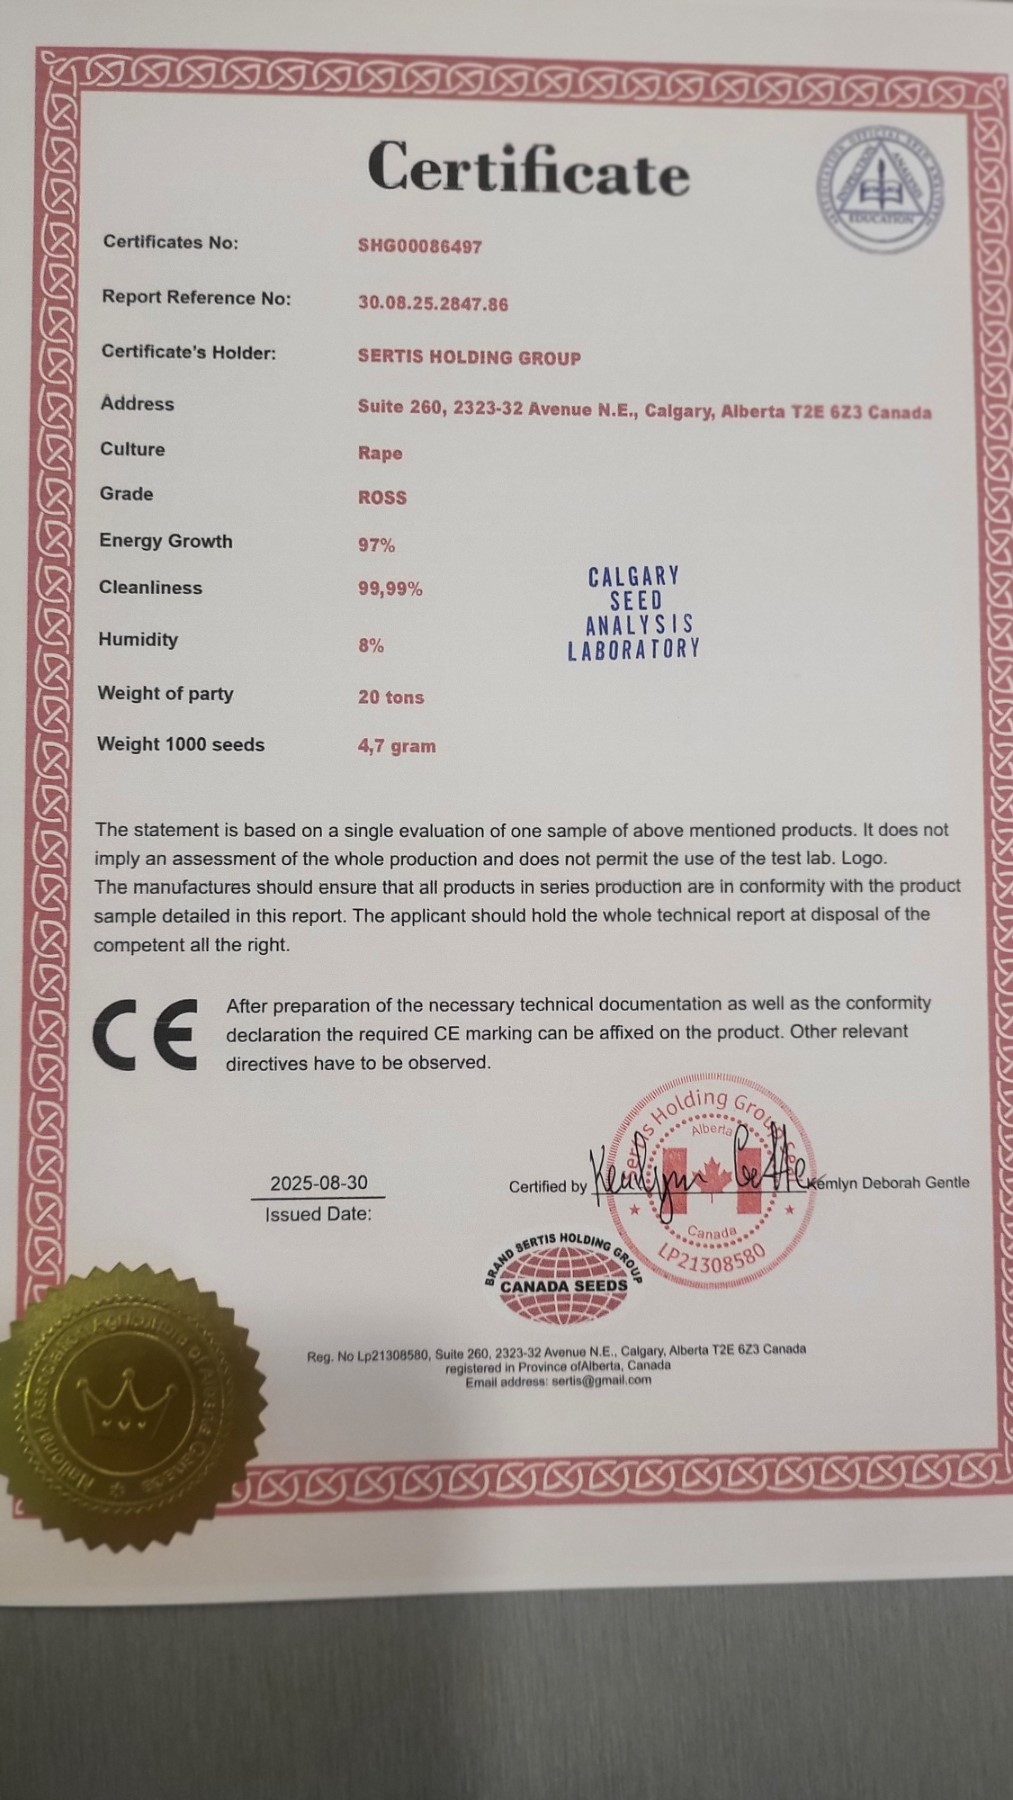 Certificate
INSPECTION ANALYSIS
EDUCATION
Certificates No: SHG00086497
Report Reference No: 30.08.25.2847.86
Certificate's Holder: SERTIS HOLDING GROUP
Address Suite 260, 2323-32 Avenue N.E., Calgary, Alberta T2E 6Z3 Canada
Culture Rape
Grade ROSS
Energy Growth 97%
Cleanliness 99,99%
CALGARY
SEED
ANALYSIS
LABORATORY
Humidity 8%
Weight of party 20 tons
Weight 1000 seeds 4,7 gram
The statement is based on a single evaluation of one sample of above mentioned products. It does not
imply an assessment of the whole production and does not permit the use of the test lab. Logo.
The manufactures should ensure that all products in series production are in conformity with the product
sample detailed in this report. The applicant should hold the whole technical report at disposal of the
competent all the right.
CE
After preparation of the necessary technical documentation as well as the conformity
declaration the required CE marking can be affixed on the product. Other relevant
directives have to be observed.
2025-08-30
Issued Date:
Certified by
Kemlyn Deborah Gentle
Sertis Holding Group
Alberta
Canada
LP21308580
BRAND SERTIS HOLDING GROUP
CANADA SEEDS
Reg. No Lp21308580, Suite 260, 2323-32 Avenue N.E., Calgary, Alberta T2E 6Z3 Canada
registered in Province ofAlberta, Canada
Email address: sertis@gmail.com
National Association Agriculture of Canada